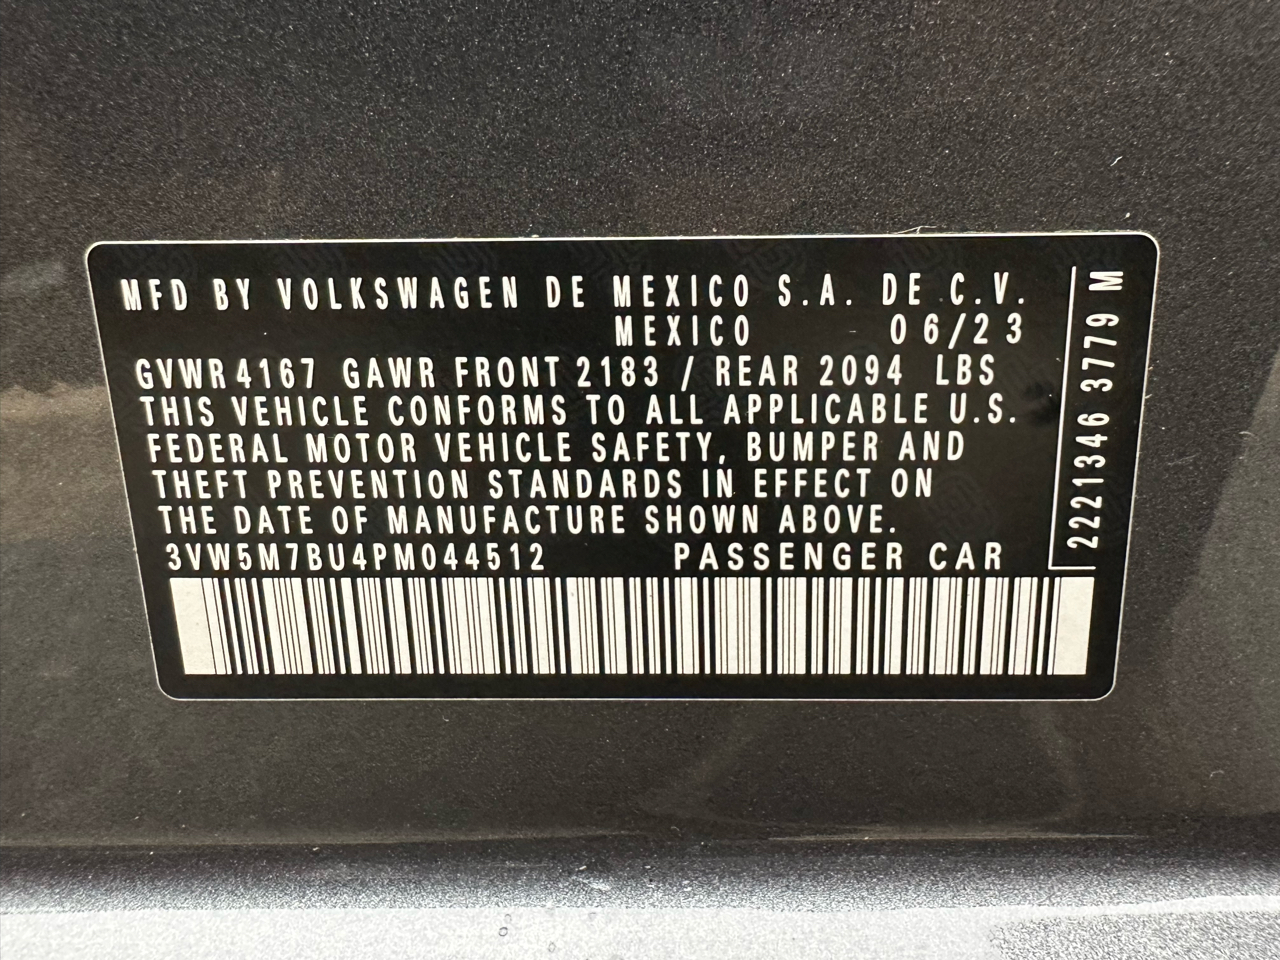 MFD BY VOLKSWAGEN DE MEXICO S.A. DE C.V.
MEXICO 06/23
GVWR 4167 GAWR FRONT 2183 / REAR 2094 LBS
THIS VEHICLE CONFORMS TO ALL APPLICABLE U.S.
FEDERAL MOTOR VEHICLE SAFETY, BUMPER AND
THEFT PREVENTION STANDARDS IN EFFECT ON
THE DATE OF MANUFACTURE SHOWN ABOVE.
3VW5M7BU4PM044512 PASSENGER CAR
2221346 3779 M